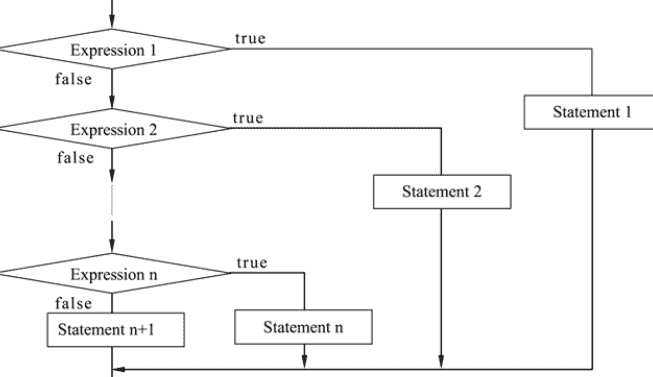 Expression 1
true
false
Statement 1
Expression 2
true
false
Statement 2
Expression n
true
false
Statement n+1
Statement n